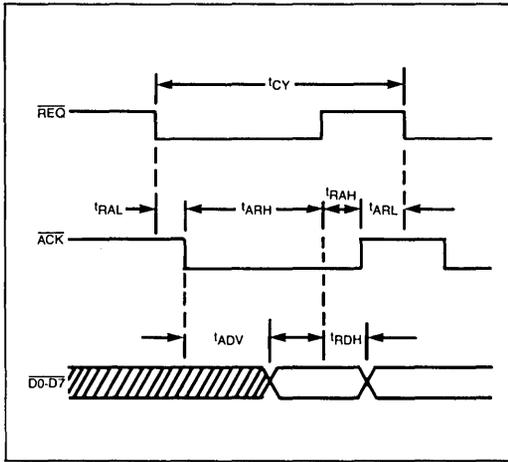 tCY
REQ
tRAL
tARH
tRAH
tARL
ACK
tADV
tRDH
D0-D7